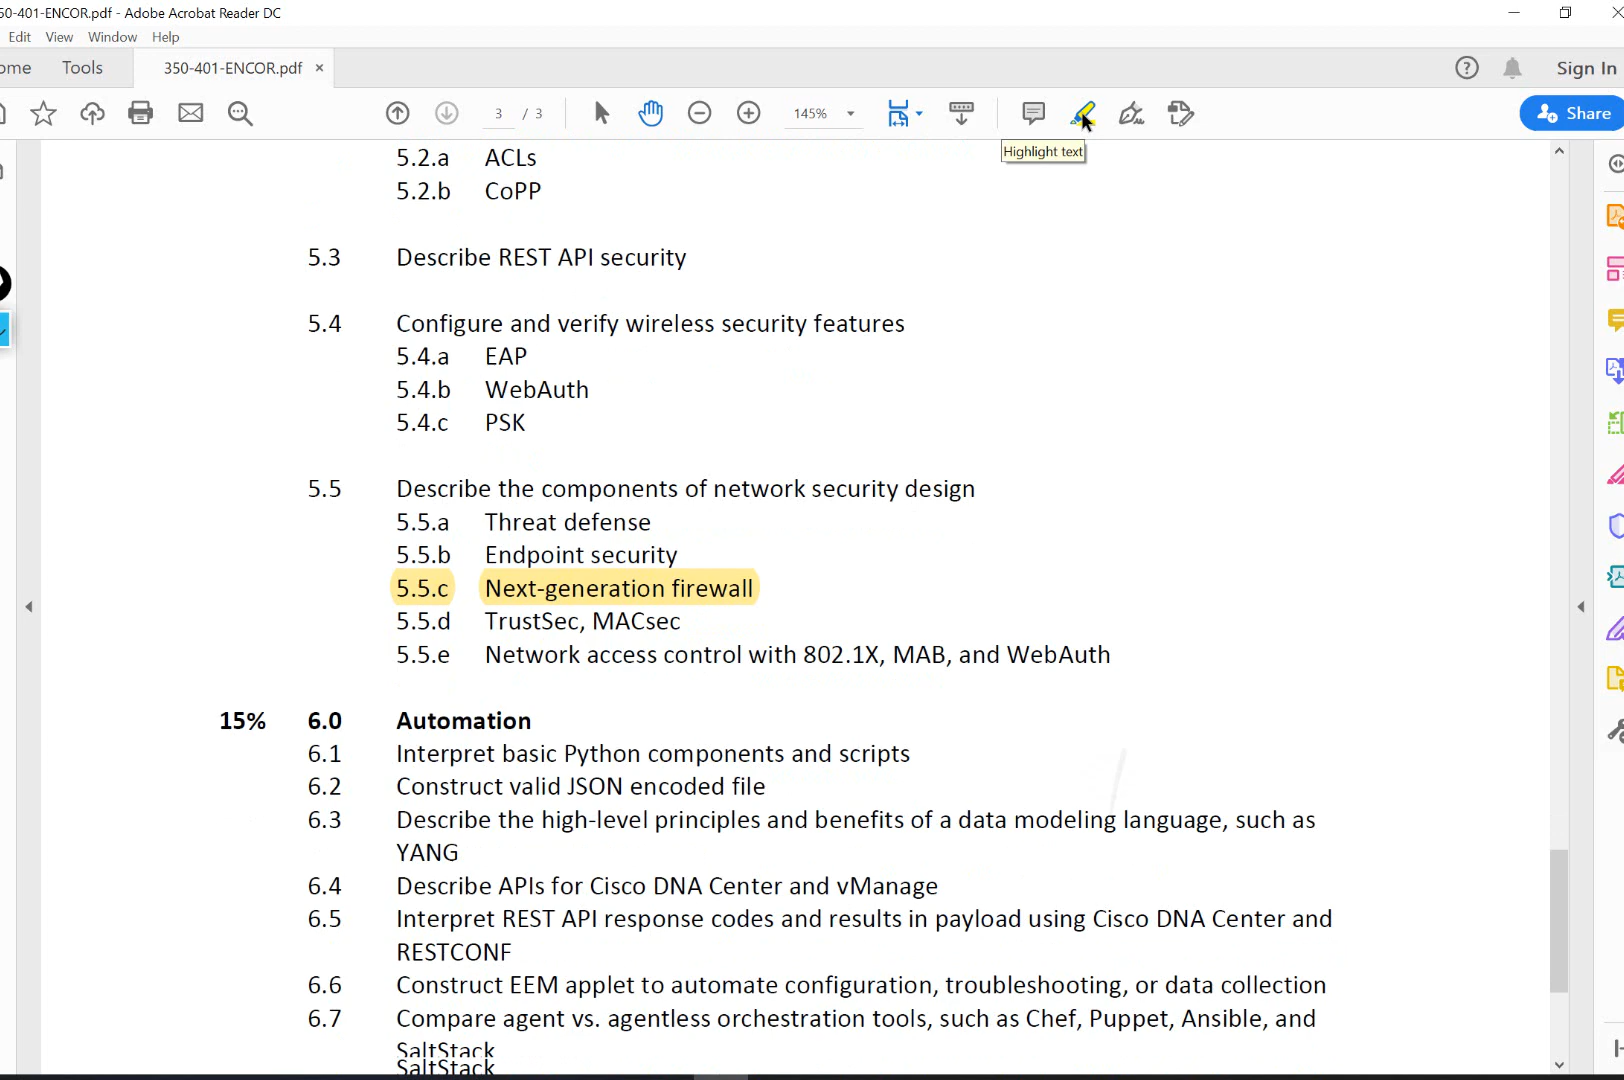 50-401-ENCOR.pdf - Adobe Acrobat Reader DC
Edit View Window Help
ome Tools 350-401-ENCOR.pdf × Sign In
3 / 3 145% Share
Highlight text
5.2.a ACLs
5.2.b CoPP
5.3 Describe REST API security
5.4 Configure and verify wireless security features
5.4.a EAP
5.4.b WebAuth
5.4.c PSK
5.5 Describe the components of network security design
5.5.a Threat defense
5.5.b Endpoint security
5.5.c Next-generation firewall
5.5.d TrustSec, MACsec
5.5.e Network access control with 802.1X, MAB, and WebAuth
15% 6.0 Automation
6.1 Interpret basic Python components and scripts
6.2 Construct valid JSON encoded file
6.3 Describe the high-level principles and benefits of a data modeling language, such as
YANG
6.4 Describe APIs for Cisco DNA Center and vManage
6.5 Interpret REST API response codes and results in payload using Cisco DNA Center and
RESTCONF
6.6 Construct EEM applet to automate configuration, troubleshooting, or data collection
6.7 Compare agent vs. agentless orchestration tools, such as Chef, Puppet, Ansible, and
SaltStack
SaltStack